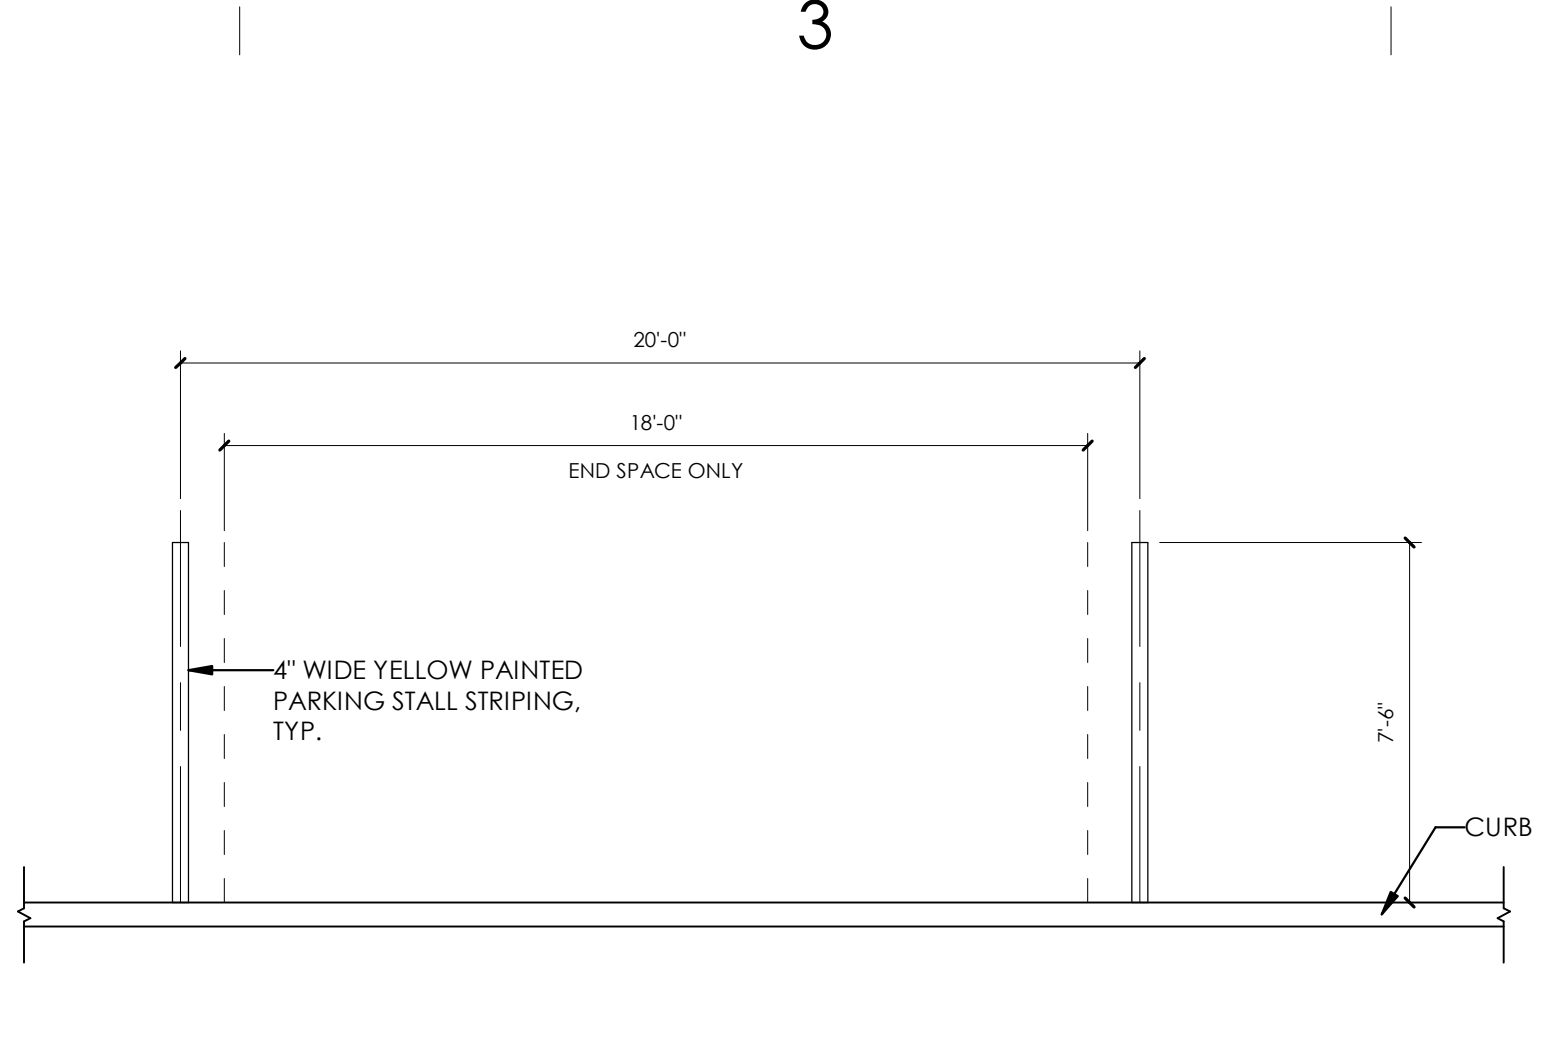 3
20'-0"
18'-0"
END SPACE ONLY
4" WIDE YELLOW PAINTED
PARKING STALL STRIPING,
TYP.
7'-6"
CURB